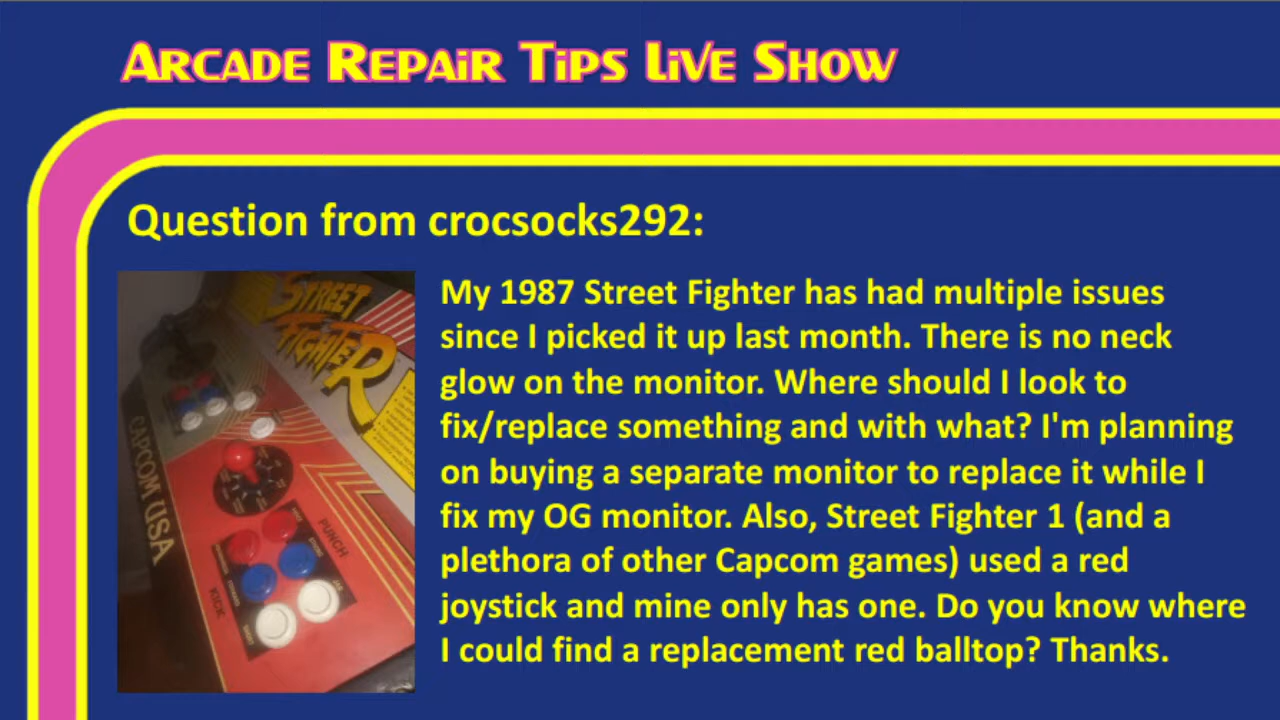 Arcade Repair Tips Live Show
Question from crocsocks292:
My 1987 Street Fighter has had multiple issues
since I picked it up last month. There is no neck
glow on the monitor. Where should I look to
fix/replace something and with what? I'm planning
on buying a separate monitor to replace it while I
fix my OG monitor. Also, Street Fighter 1 (and a
plethora of other Capcom games) used a red
joystick and mine only has one. Do you know where
I could find a replacement red balltop? Thanks.
STREET
FIGHTER
CAPCOM USA
PUNCH
KICK